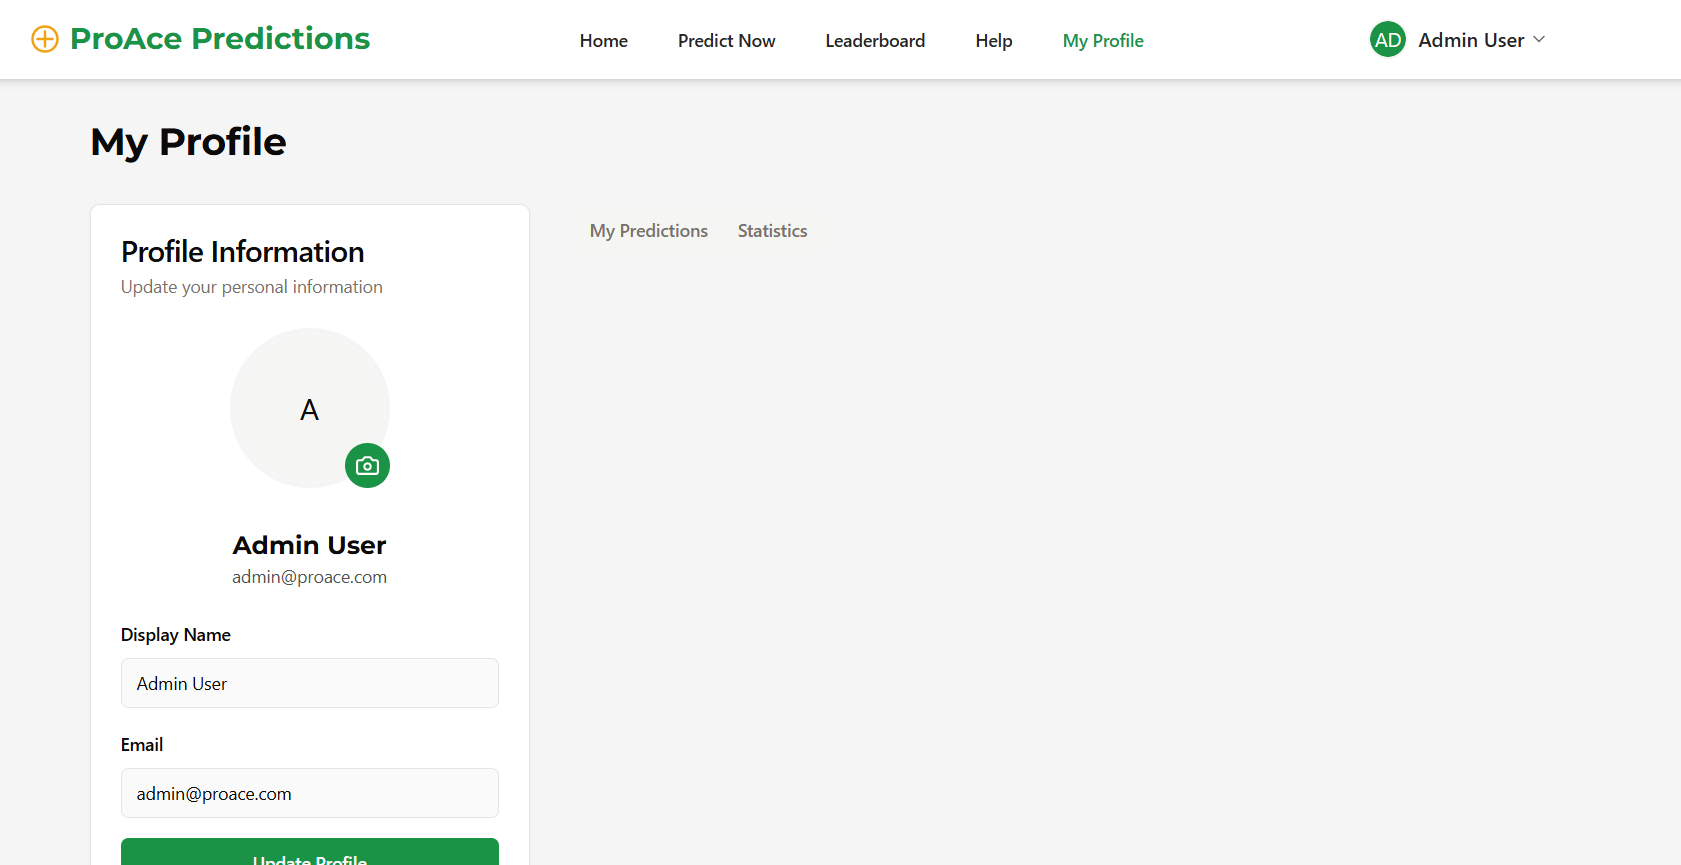 ProAce Predictions
Home Predict Now Leaderboard Help My Profile
AD Admin User
My Profile
Profile Information
Update your personal information
A
Admin User
admin@proace.com
Display Name
Admin User
Email
admin@proace.com
Update Profile
My Predictions Statistics